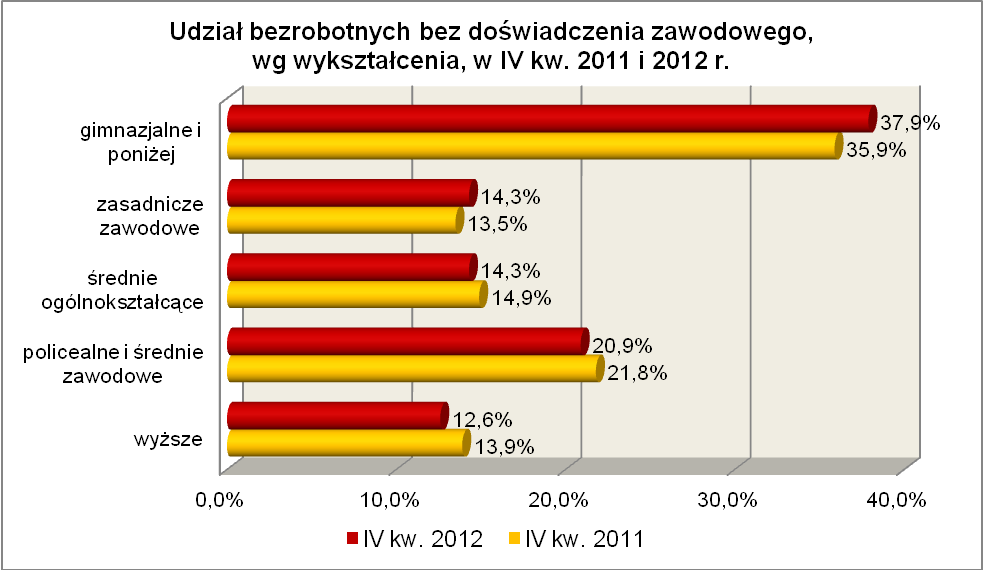 Udział bezrobotnych bez doświadczenia zawodowego,
wg wykształcenia, w IV kw. 2011 i 2012 r.
gimnazjalne i
poniżej
37,9%
35,9%
zasadnicze
zawodowe
14,3%
13,5%
średnie
ogólnokształcące
14,3%
14,9%
policealne i średnie
zawodowe
20,9%
21,8%
wyższe
12,6%
13,9%
0,0% 10,0% 20,0% 30,0% 40,0%
IV kw. 2012 IV kw. 2011